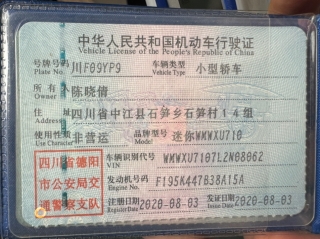 中华人民共和国机动车行驶证
Vehicle License of the People's Republic of China
号牌号码 川F09YP9 车辆类型 小型轿车
Plate No. Vehicle Type
所有人 陈晓倩
Owner
住址 四川省中江县石笋乡石笋村14组
使用性质 非营运 品牌型号 迷你WMWXU710
Use Character Model
四川省德阳市公安局交通警察支队
车辆识别代号 WMWXU7107L2N08062
VIN
发动机号码 F195K447B38A15A
Engine No.
注册日期 2020-08-03 发证日期 2020-08-03
Register Date Issue Date